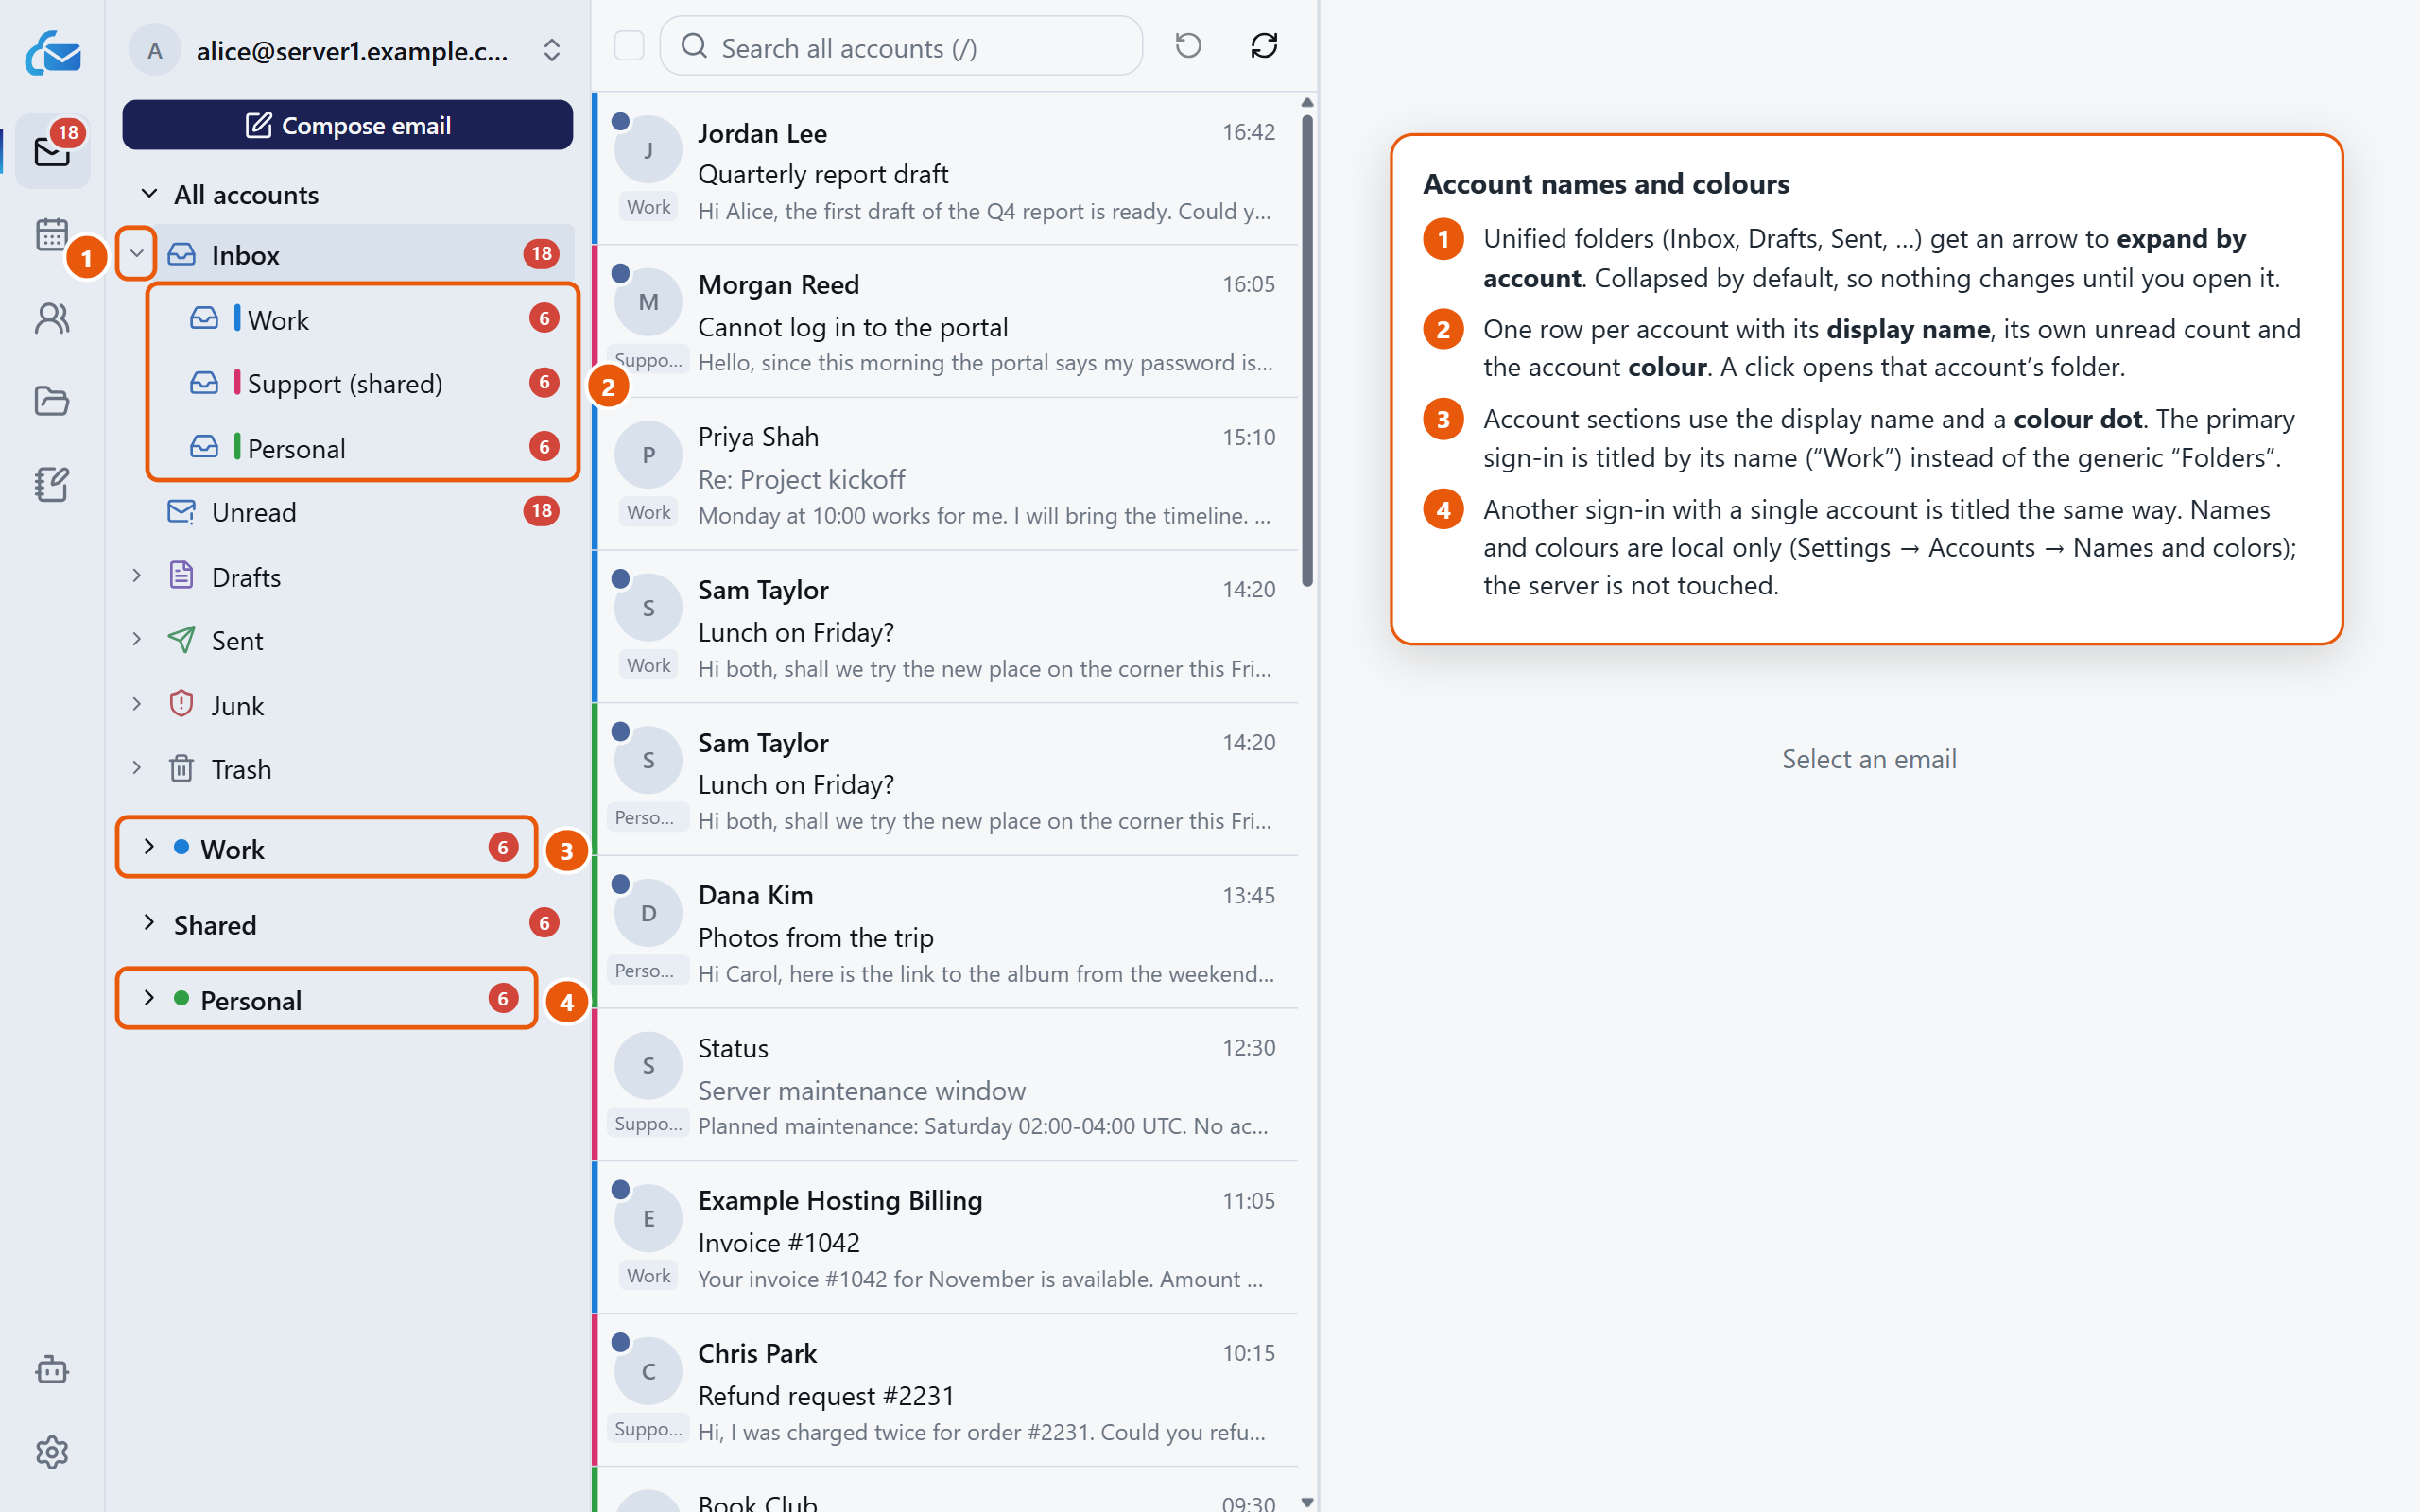 18
A
alice@server1.example.c...
Compose email
All accounts
1
Inbox
18
Work
6
Support (shared)
6
Personal
6
2
Unread
18
Drafts
Sent
Junk
Trash
Work
6
3
Shared
6
Personal
6
4
Search all accounts (/)
J
Jordan Lee
16:42
Quarterly report draft
Work
Hi Alice, the first draft of the Q4 report is ready. Could y...
M
Morgan Reed
16:05
Cannot log in to the portal
Suppo...
Hello, since this morning the portal says my password is...
P
Priya Shah
15:10
Re: Project kickoff
Work
Monday at 10:00 works for me. I will bring the timeline. ...
S
Sam Taylor
14:20
Lunch on Friday?
Work
Hi both, shall we try the new place on the corner this Fri...
S
Sam Taylor
14:20
Lunch on Friday?
Perso...
Hi both, shall we try the new place on the corner this Fri...
D
Dana Kim
13:45
Photos from the trip
Perso...
Hi Carol, here is the link to the album from the weekend...
S
Status
12:30
Server maintenance window
Suppo...
Planned maintenance: Saturday 02:00-04:00 UTC. No ac...
E
Example Hosting Billing
11:05
Invoice #1042
Work
Your invoice #1042 for November is available. Amount ...
C
Chris Park
10:15
Refund request #2231
Suppo...
Hi, I was charged twice for order #2231. Could you refu...
Book Club
09:30
Account names and colours
1
Unified folders (Inbox, Drafts, Sent, ...) get an arrow to expand by
account. Collapsed by default, so nothing changes until you open it.
2
One row per account with its display name, its own unread count and
the account colour. A click opens that account’s folder.
3
Account sections use the display name and a colour dot. The primary
sign-in is titled by its name (“Work”) instead of the generic “Folders”.
4
Another sign-in with a single account is titled the same way. Names
and colours are local only (Settings → Accounts → Names and colors);
the server is not touched.
Select an email